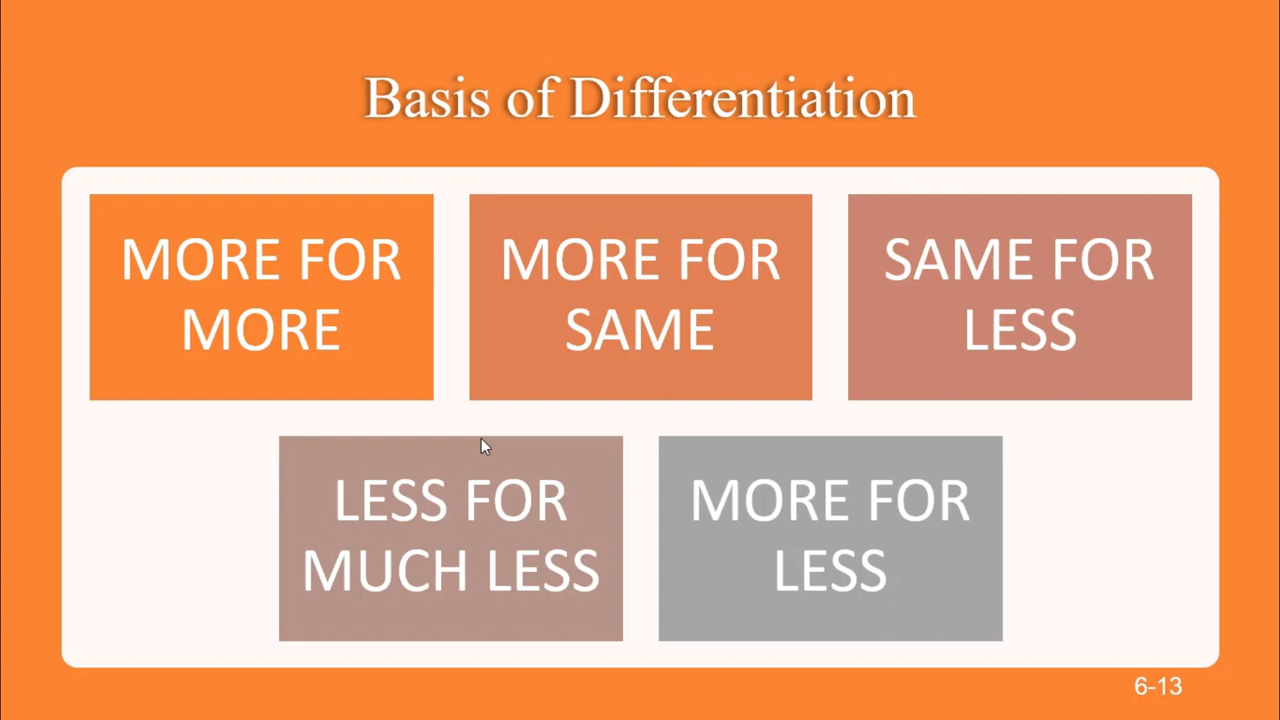 Basis of Differentiation
MORE FOR
MORE
MORE FOR
SAME
SAME FOR
LESS
LESS FOR
MUCH LESS
MORE FOR
LESS
6-13